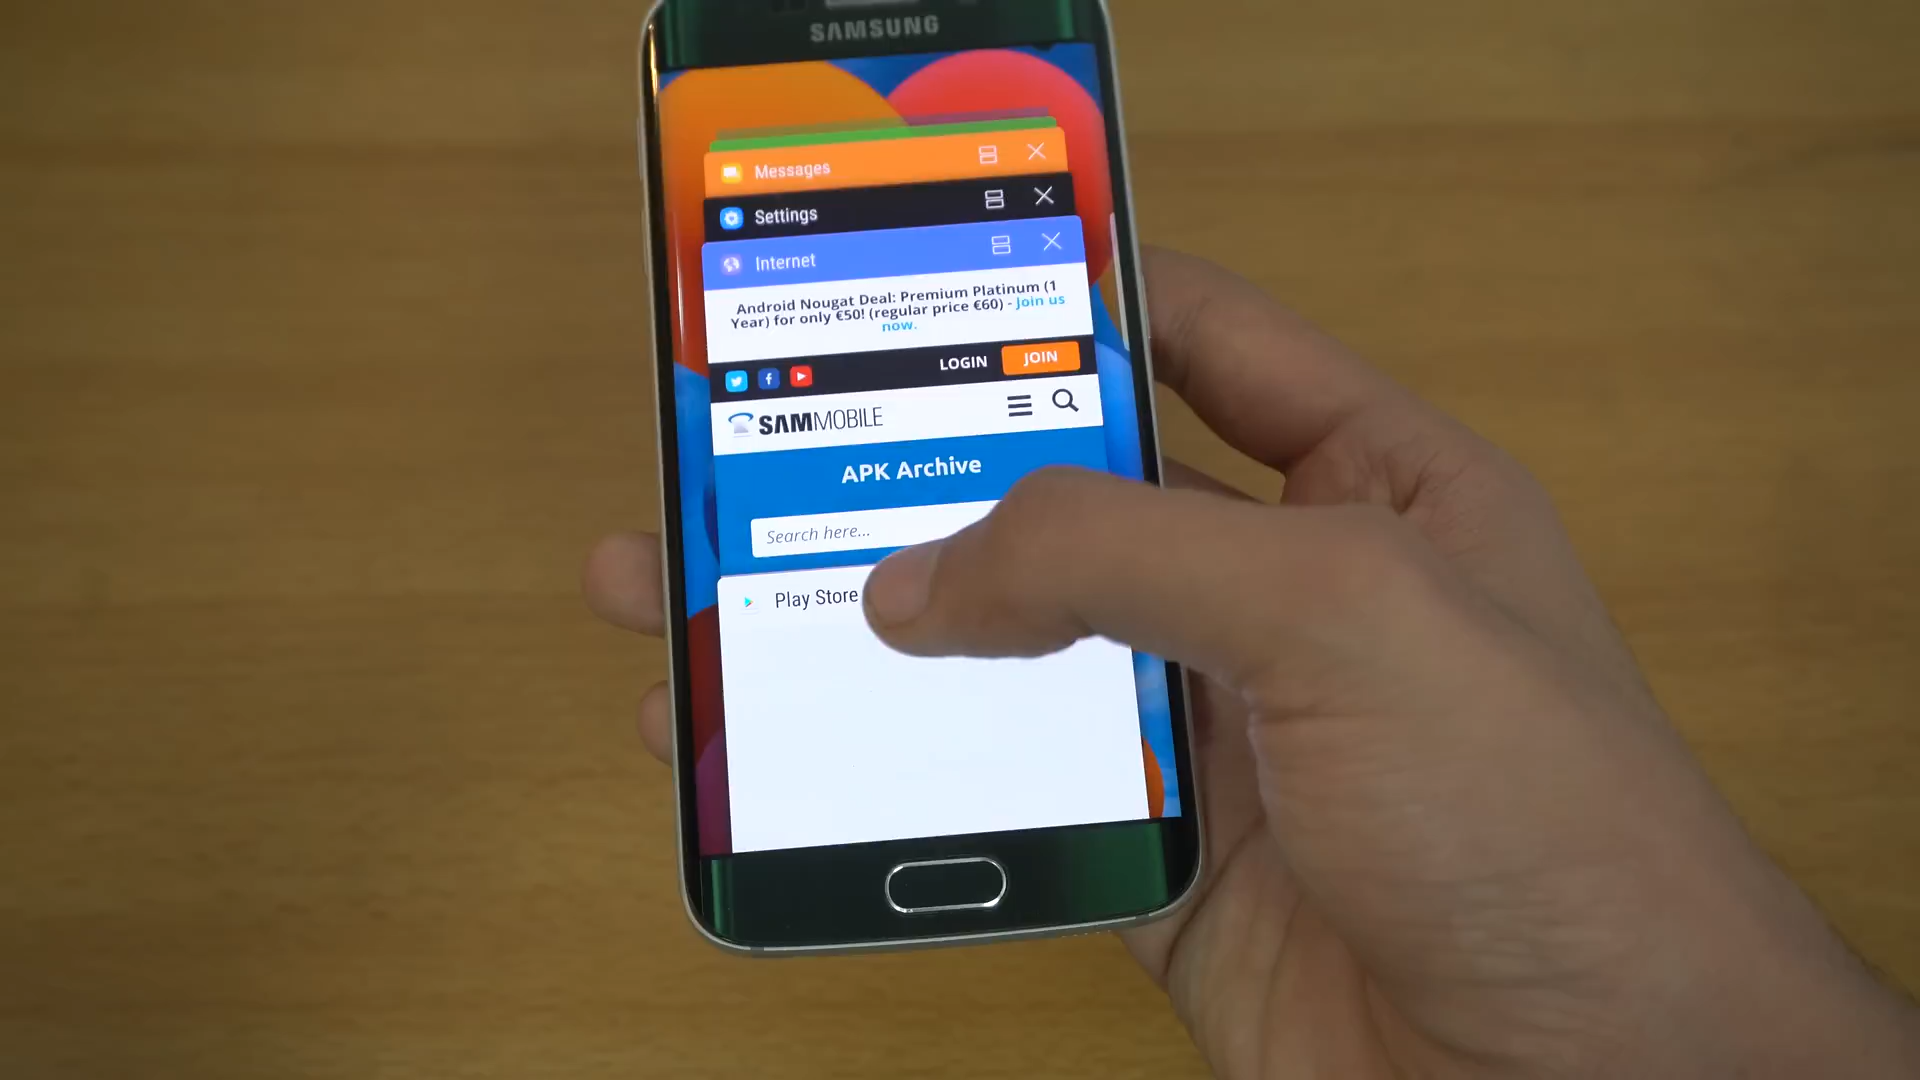 SAMSUNG
Messages
Settings
Internet
Android Nougat Deal: Premium Platinum (1
Year) for only €50! (regular price €60) - Join us
now.
LOGIN
JOIN
SAMMOBILE
APK Archive
Search here...
Play Store